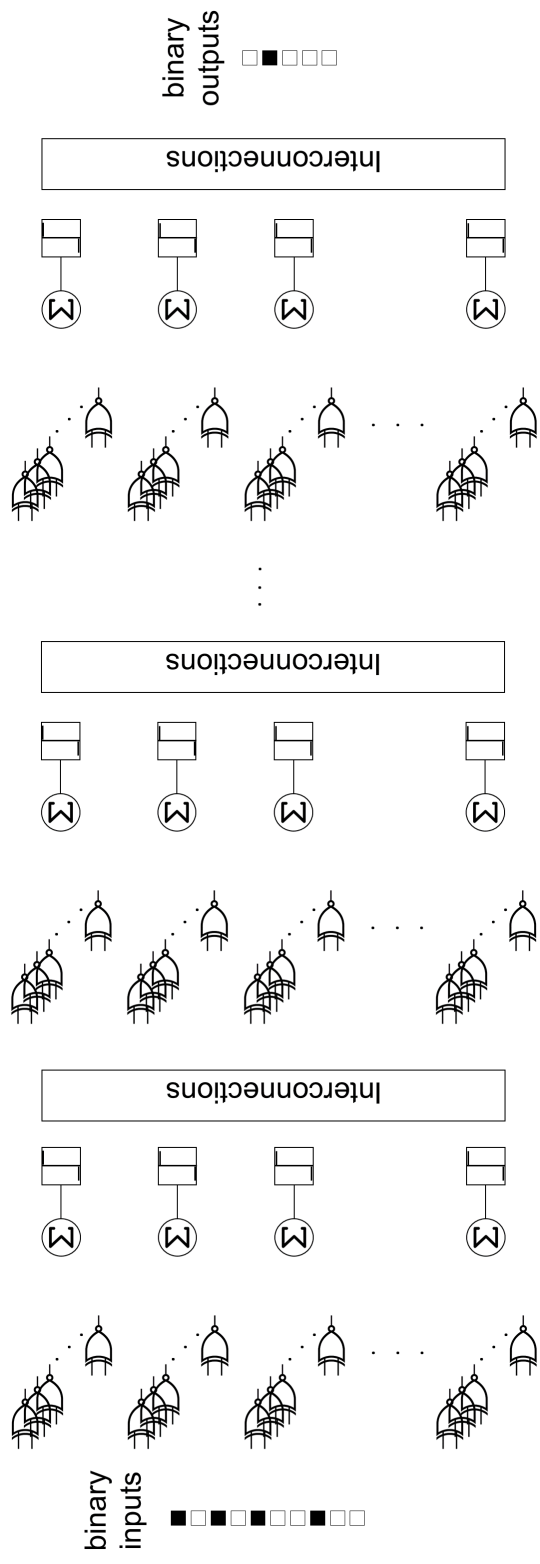 binary
outputs
Interconnections
Σ Σ Σ Σ
Interconnections
Σ Σ Σ Σ
Interconnections
Σ Σ Σ Σ
binary
inputs